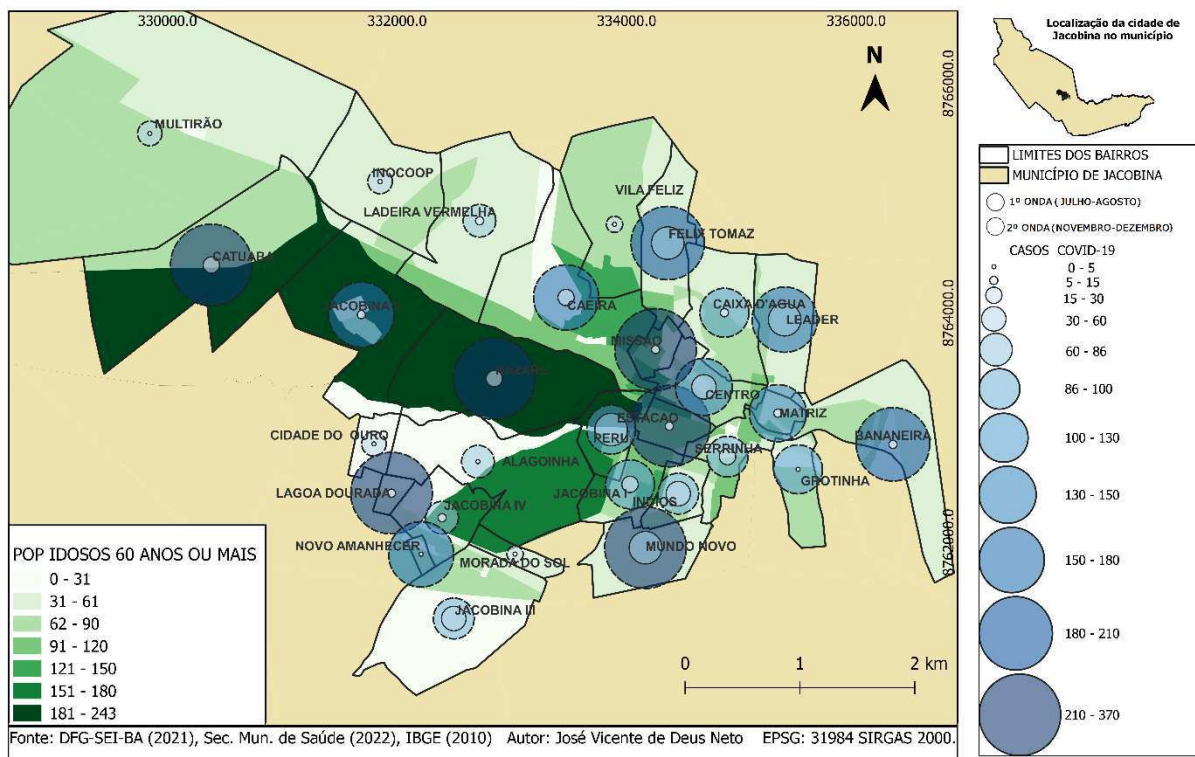 330000.0
332000.0
334000.0
336000.0
8766000.0
8764000.0
8762000.0
N
Localização da cidade de
Jacobina no município
MULTIRÃO
INOCOOP
LADEIRA VERMELHA
VILA FELIZ
FELIX TOMAZ
CATUABA
JACOBINA II
CAEIRA
CAIXA D'AGUA
LEADER
MISSÃO
NAZARÉ
CENTRO
ESTACAO
MATRIZ
PERU
BANANEIRA
CIDADE DO OURO
ALAGOINHA
SERRINHA
GROTINHA
LAGOA DOURADA
JACOBINA I
INDIOS
JACOBINA IV
NOVO AMANHECER
MORADA DO SOL
MUNDO NOVO
JACOBINA III
LIMITES DOS BAIRROS
MUNICÍPIO DE JACOBINA
1º ONDA (JULHO-AGOSTO)
2º ONDA (NOVEMBRO-DEZEMBRO)
CASOS COVID-19
0 - 5
5 - 15
15 - 30
30 - 60
60 - 86
86 - 100
100 - 130
130 - 150
150 - 180
180 - 210
210 - 370
POP IDOSOS 60 ANOS OU MAIS
0 - 31
31 - 61
62 - 90
91 - 120
121 - 150
151 - 180
181 - 243
0 1 2 km
Fonte: DFG-SEI-BA (2021), Sec. Mun. de Saúde (2022), IBGE (2010) Autor: José Vicente de Deus Neto EPSG: 31984 SIRGAS 2000.